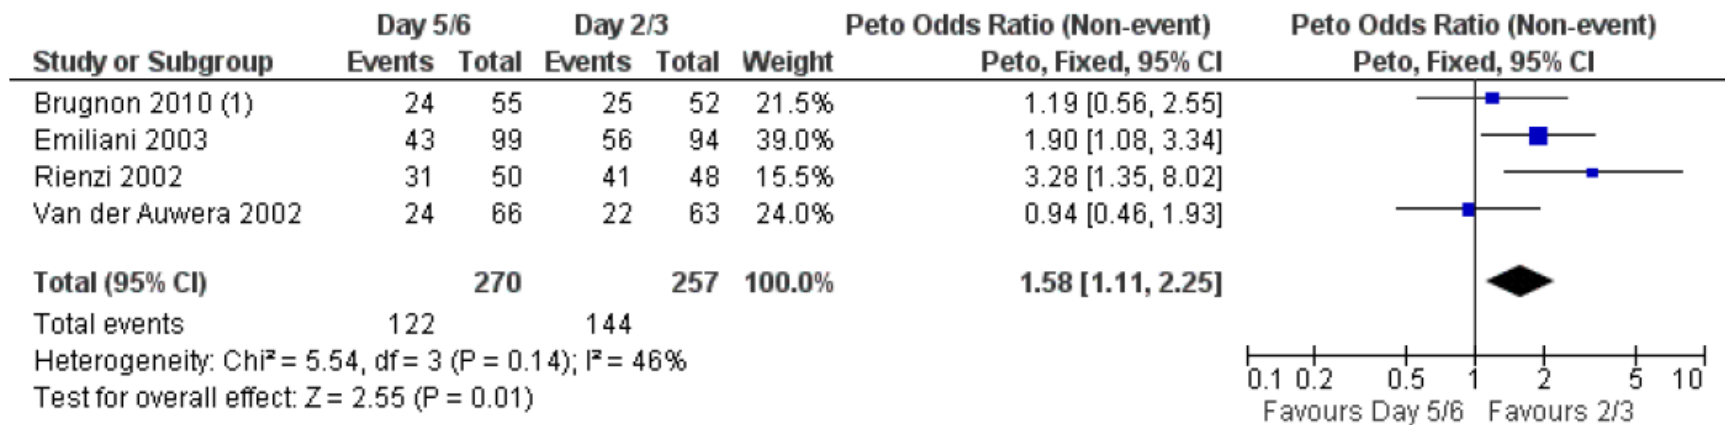 Day 5/6 Day 2/3 Peto Odds Ratio (Non-event) Peto Odds Ratio (Non-event)
Study or Subgroup Events Total Events Total Weight Peto, Fixed, 95% CI Peto, Fixed, 95% CI
Brugnon 2010 (1) 24 55 25 52 21.5% 1.19 [0.56, 2.55]
Emiliani 2003 43 99 56 94 39.0% 1.90 [1.08, 3.34]
Rienzi 2002 31 50 41 48 15.5% 3.28 [1.35, 8.02]
Van der Auwera 2002 24 66 22 63 24.0% 0.94 [0.46, 1.93]
Total (95% CI) 270 257 100.0% 1.58 [1.11, 2.25]
Total events 122 144
Heterogeneity: Chi² = 5.54, df = 3 (P = 0.14); I² = 46%
Test for overall effect: Z = 2.55 (P = 0.01)
0.1 0.2 0.5 1 2 5 10
Favours Day 5/6 Favours 2/3